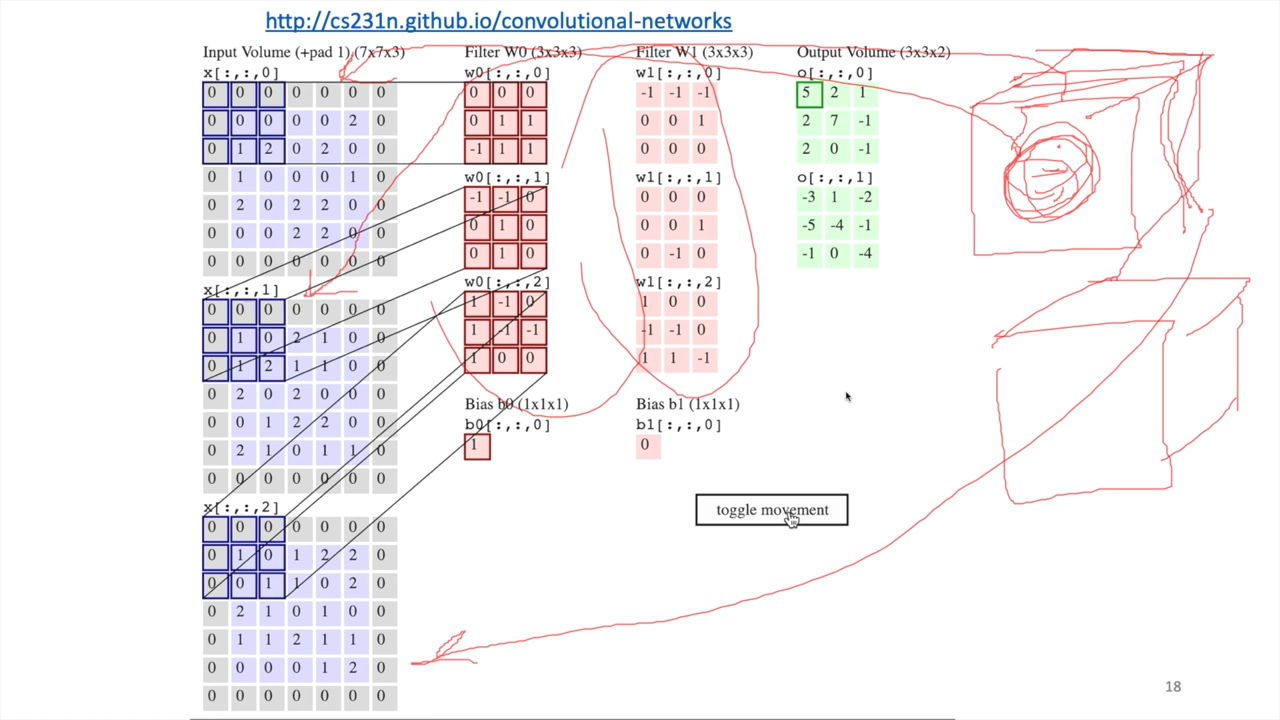 http://cs231n.github.io/convolutional-networks
Input Volume (+pad 1) (7x7x3)
x[:,:,0]
0 0 0 0 0 0 0
0 0 0 0 0 2 0
0 1 2 0 2 0 0
0 1 0 0 0 1 0
0 2 0 2 2 0 0
0 0 0 2 2 0 0
0 0 0 0 0 0 0
x[:,:,1]
0 0 0 0 0 0 0
0 1 0 2 1 0 0
0 1 2 1 1 0 0
0 2 0 2 0 0 0
0 0 1 2 2 0 0
0 2 1 0 1 1 0
0 0 0 0 0 0 0
x[:,:,2]
0 0 0 0 0 0 0
0 1 0 1 2 2 0
0 0 1 1 0 2 0
0 2 1 0 1 0 0
0 1 1 2 1 1 0
0 0 0 0 1 2 0
0 0 0 0 0 0 0
Filter W0 (3x3x3)
w0[:,:,0]
0 0 0
0 1 1
-1 1 1
w0[:,:,1]
-1 -1 0
0 1 0
0 1 0
w0[:,:,2]
1 -1 0
1 -1 -1
1 0 0
Bias b0 (1x1x1)
b0[:,:,0]
1
Filter W1 (3x3x3)
w1[:,:,0]
-1 -1 -1
0 0 1
0 0 0
w1[:,:,1]
0 0 0
0 0 1
0 -1 0
w1[:,:,2]
1 0 0
-1 -1 0
1 1 -1
Bias b1 (1x1x1)
b1[:,:,0]
0
Output Volume (3x3x2)
o[:,:,0]
5 2 1
2 7 -1
2 0 -1
o[:,:,1]
-3 1 -2
-5 -4 -1
-1 0 -4
toggle movement
18